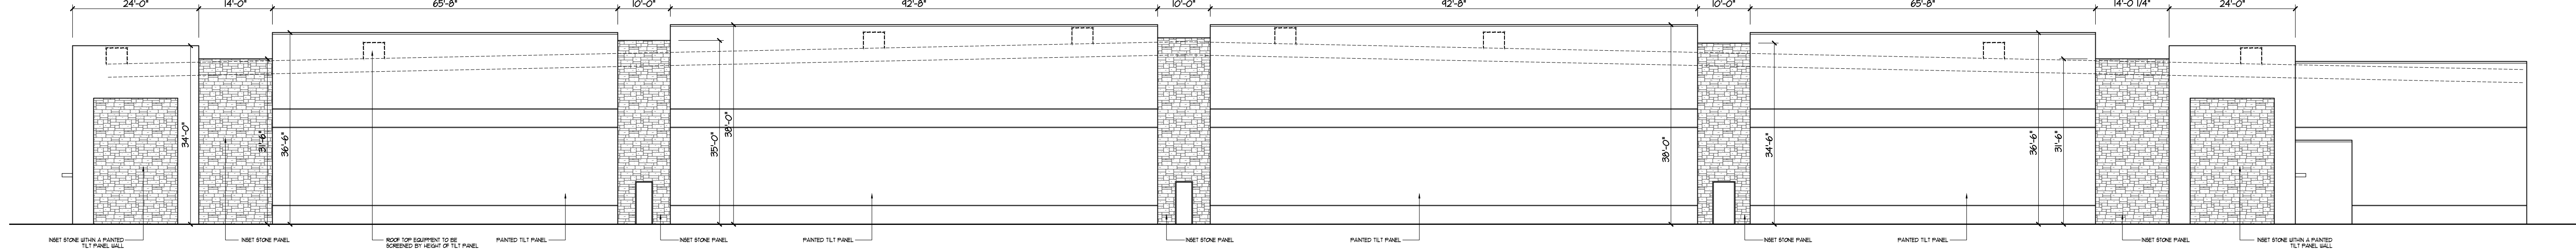 24'-0" 14'-0" 65'-8" 10'-0" 92'-8" 10'-0" 92'-8" 10'-0" 65'-8" 14'-0 1/4" 24'-0"
34'-0"
31'-6"
36'-6"
35'-0"
38'-0"
38'-0"
34'-6"
36'-6"
31'-6"
INSET STONE WITHIN A PAINTED
TILT PANEL WALL
INSET STONE PANEL
ROOF TOP EQUIPMENT TO BE
SCREENED BY HEIGHT OF TILT PANEL
PAINTED TILT PANEL
INSET STONE PANEL
PAINTED TILT PANEL
INSET STONE PANEL
PAINTED TILT PANEL
INSET STONE PANEL
PAINTED TILT PANEL
INSET STONE PANEL
INSET STONE WITHIN A PAINTED
TILT PANEL WALL